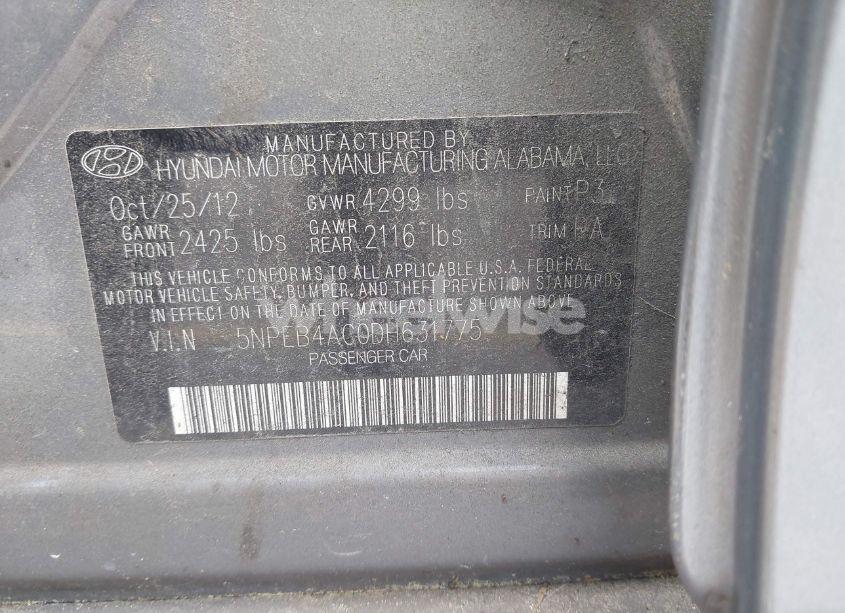 MANUFACTURED BY
HYUNDAI MOTOR MANUFACTURING ALABAMA, LLC
Oct/25/12 GVWR 4299 lbs PAINT P3
GAWR FRONT 2425 lbs GAWR REAR 2116 lbs TRIM
THIS VEHICLE CONFORMS TO ALL APPLICABLE U.S.A. FEDERAL
MOTOR VEHICLE SAFETY, BUMPER, AND THEFT PREVENTION STANDARDS
IN EFFECT ON THE DATE OF MANUFACTURE SHOWN ABOVE
V.I.N 5NPEB4AC0DH631775
PASSENGER CAR
wheelwise